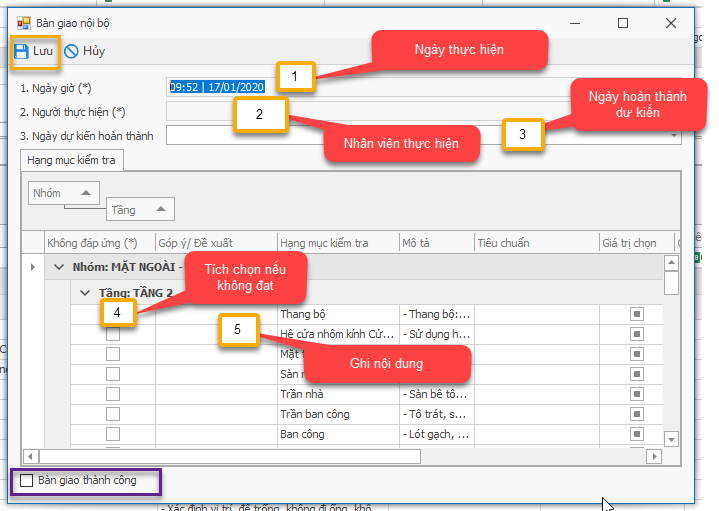 Bàn giao nội bộ
Lưu Hủy
Ngày thực hiện
1. Ngày giờ (*) 09:52 | 17/01/2020 1
2. Người thực hiện (*) 2
Ngày hoàn thành
dự kiến
3. Ngày dự kiến hoàn thành 3
Nhân viên thực hiện
Hạng mục kiểm tra
Nhóm
Tầng
Không đáp ứng (*) Góp ý/ Đề xuất Hạng mục kiểm tra Mô tả Tiêu chuẩn Giá trị chọn
Nhóm: MẶT NGOÀI -
Tích chọn nếu
không đạt
Tầng: TẦNG 2
4
Thang bộ - Thang bộ:...
5
Hệ cửa nhôm kính Cử... - Sử dụng h...
Mặt
Ghi nội dung
Sàn
Trần nhà - Sản bê tô...
Trần ban công - Tô trát, s...
Ban công - Lót gạch, ...
Bàn giao thành công
- Xác định vị trí, để trống, không đi ống, khô